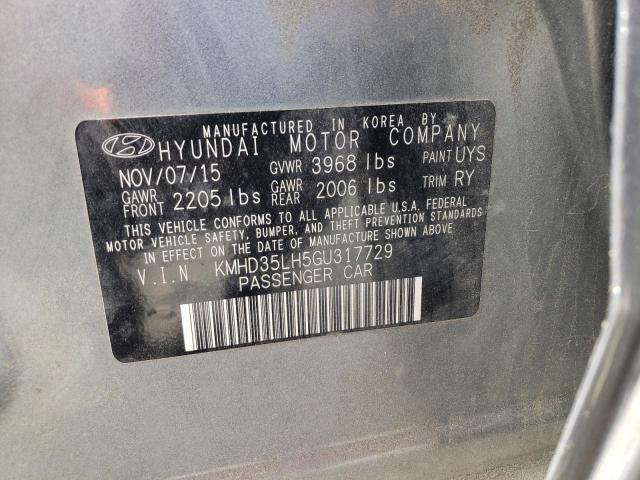 MANUFACTURED IN KOREA BY
HYUNDAI MOTOR COMPANY
NOV/07/15 GVWR 3968 lbs PAINT UYS
GAWR FRONT 2205 lbs GAWR REAR 2006 lbs TRIM RY
THIS VEHICLE CONFORMS TO ALL APPLICABLE U.S.A. FEDERAL
MOTOR VEHICLE SAFETY, BUMPER, AND THEFT PREVENTION STANDARDS
IN EFFECT ON THE DATE OF MANUFACTURE SHOWN ABOVE
V.I.N KMHD35LH5GU317729
PASSENGER CAR